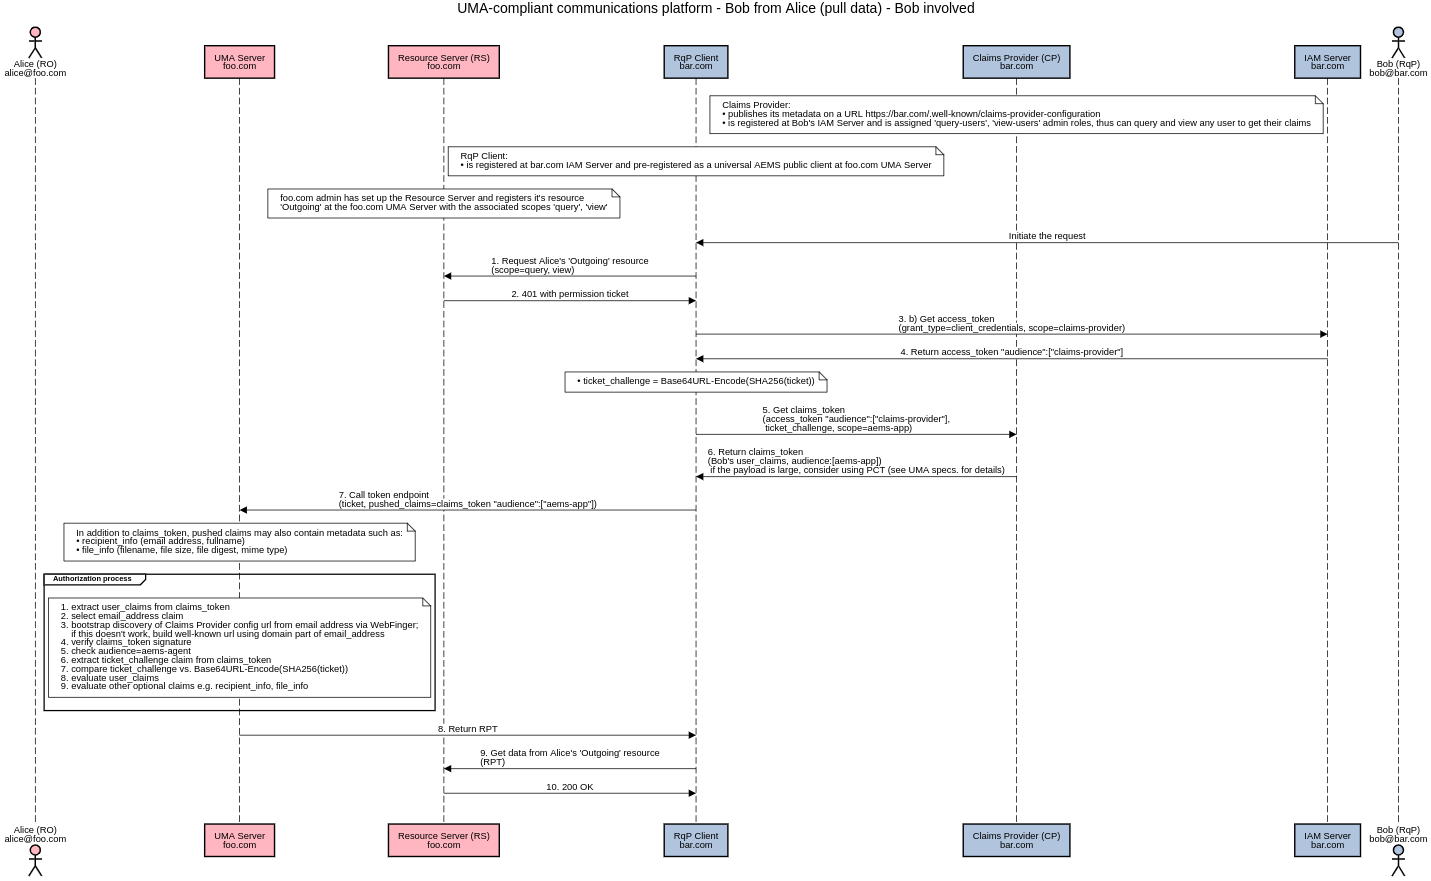 UMA-compliant communications platform - Bob from Alice (pull data) - Bob involved
Alice (RO)
alice@foo.com
UMA Server
foo.com
Resource Server (RS)
foo.com
RqP Client
bar.com
Claims Provider (CP)
bar.com
IAM Server
bar.com
Bob (RqP)
bob@bar.com
Claims Provider:
• publishes its metadata on a URL https://bar.com/.well-known/claims-provider-configuration
• is registered at Bob's IAM Server and is assigned 'query-users', 'view-users' admin roles, thus can query and view any user to get their claims
RqP Client:
• is registered at bar.com IAM Server and pre-registered as a universal AEMS public client at foo.com UMA Server
foo.com admin has set up the Resource Server and registers it's resource
'Outgoing' at the foo.com UMA Server with the associated scopes 'query', 'view'
Initiate the request
1. Request Alice's 'Outgoing' resource
(scope=query, view)
2. 401 with permission ticket
3. b) Get access_token
(grant_type=client_credentials, scope=claims-provider)
4. Return access_token "audience":["claims-provider"]
• ticket_challenge = Base64URL-Encode(SHA256(ticket))
5. Get claims_token
(access_token "audience":["claims-provider"],
ticket_challenge, scope=aems-app)
6. Return claims_token
(Bob's user_claims, audience:[aems-app])
if the payload is large, consider using PCT (see UMA specs. for details)
7. Call token endpoint
(ticket, pushed_claims=claims_token "audience":["aems-app"])
In addition to claims_token, pushed claims may also contain metadata such as:
• recipient_info (email address, fullname)
• file_info (filename, file size, file digest, mime type)
Authorization process
1. extract user_claims from claims_token
2. select email_address claim
3. bootstrap discovery of Claims Provider config url from email address via WebFinger;
if this doesn't work, build well-known url using domain part of email_address
4. verify claims_token signature
5. check audience=aems-agent
6. extract ticket_challenge claim from claims_token
7. compare ticket_challenge vs. Base64URL-Encode(SHA256(ticket))
8. evaluate user_claims
9. evaluate other optional claims e.g. recipient_info, file_info
8. Return RPT
9. Get data from Alice's 'Outgoing' resource
(RPT)
10. 200 OK
Alice (RO)
alice@foo.com
UMA Server
foo.com
Resource Server (RS)
foo.com
RqP Client
bar.com
Claims Provider (CP)
bar.com
IAM Server
bar.com
Bob (RqP)
bob@bar.com